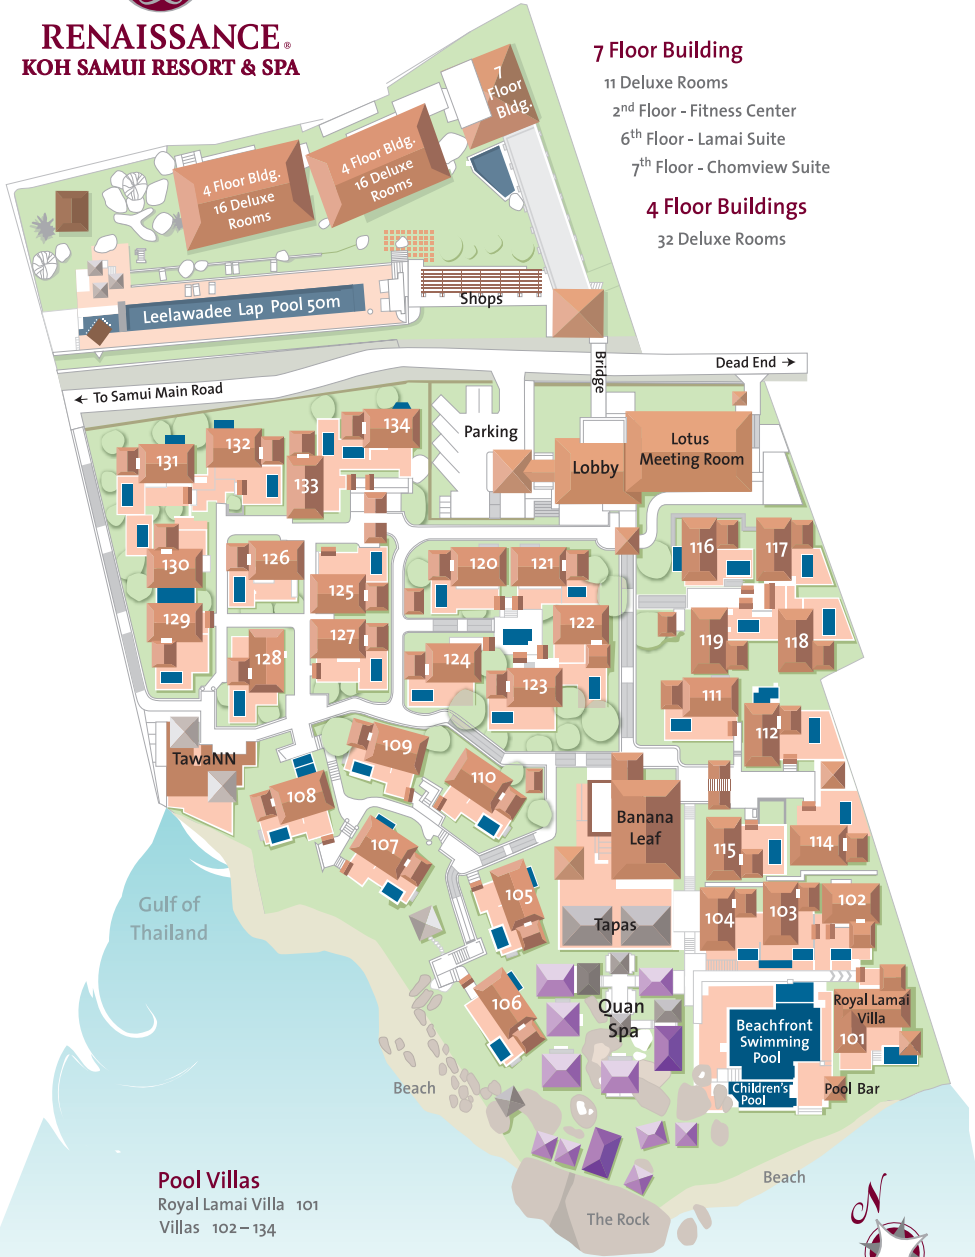 RENAISSANCE®
KOH SAMUI RESORT & SPA
7 Floor Building
11 Deluxe Rooms
2nd Floor - Fitness Center
6th Floor - Lamai Suite
7th Floor - Chomview Suite
4 Floor Buildings
32 Deluxe Rooms
7
Floor
Bldg.
4 Floor Bldg.
16 Deluxe
Rooms
4 Floor Bldg.
16 Deluxe
Rooms
Leelawadee Lap Pool 50m
Shops
Bridge
Dead End →
← To Samui Main Road
Parking
Lobby
Lotus
Meeting Room
134
132
131
133
130
129
126
125
127
128
120
121
122
124
123
116
117
119
118
111
112
TawaNN
109
110
108
107
Banana
Leaf
115
114
105
104
103
102
Tapas
106
Gulf of
Thailand
Quan
Spa
Beachfront
Swimming
Pool
Children's
Pool
Royal Lamai
Villa
101
Pool Bar
Beach
Beach
The Rock
Pool Villas
Royal Lamai Villa 101
Villas 102 – 134
N